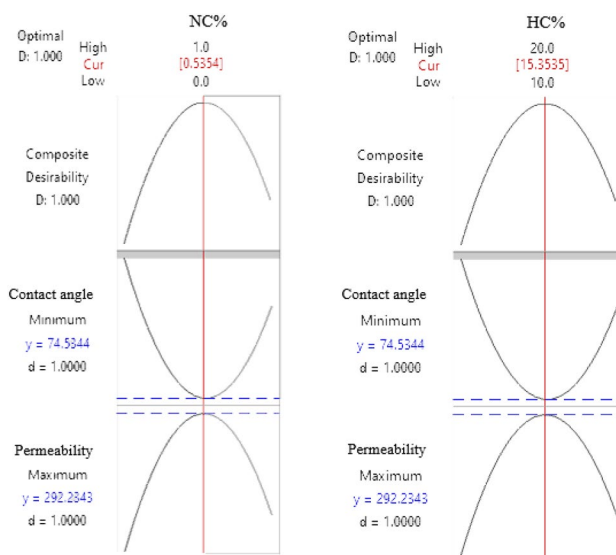 NC%
Optimal
D: 1.000
High
Cur
Low
1.0
[0.5354]
0.0
Composite
Desirability
D: 1.000
Contact angle
Minimum
y = 74.5344
d = 1.0000
Permeability
Maximum
y = 292.2343
d = 1.0000
HC%
Optimal
D: 1.000
High
Cur
Low
20.0
[15.3535]
10.0
Composite
Desirability
D: 1.000
Contact angle
Minimum
y = 74.5344
d = 1.0000
Permeability
Maximum
y = 292.2343
d = 1.0000